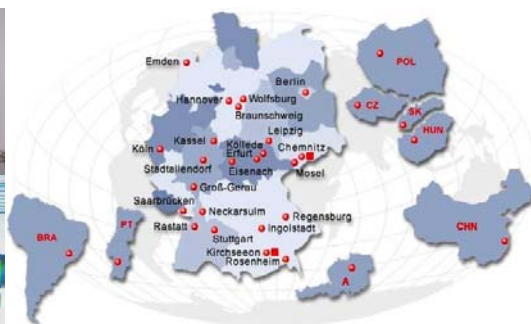 Emden
Berlin
POL
Hannover
Wolfsburg
Braunschweig
CZ
SK
HUN
Leipzig
Kassel
Kölleda
Chemnitz
Köln
Erfurt
Stadtallendorf
Eisenach
Mosel
Groß-Gerau
Saarbrücken
Neckarsulm
Regensburg
BRA
PT
Rastatt
Ingolstadt
CHN
Stuttgart
Kirchseeon
Rosenheim
A